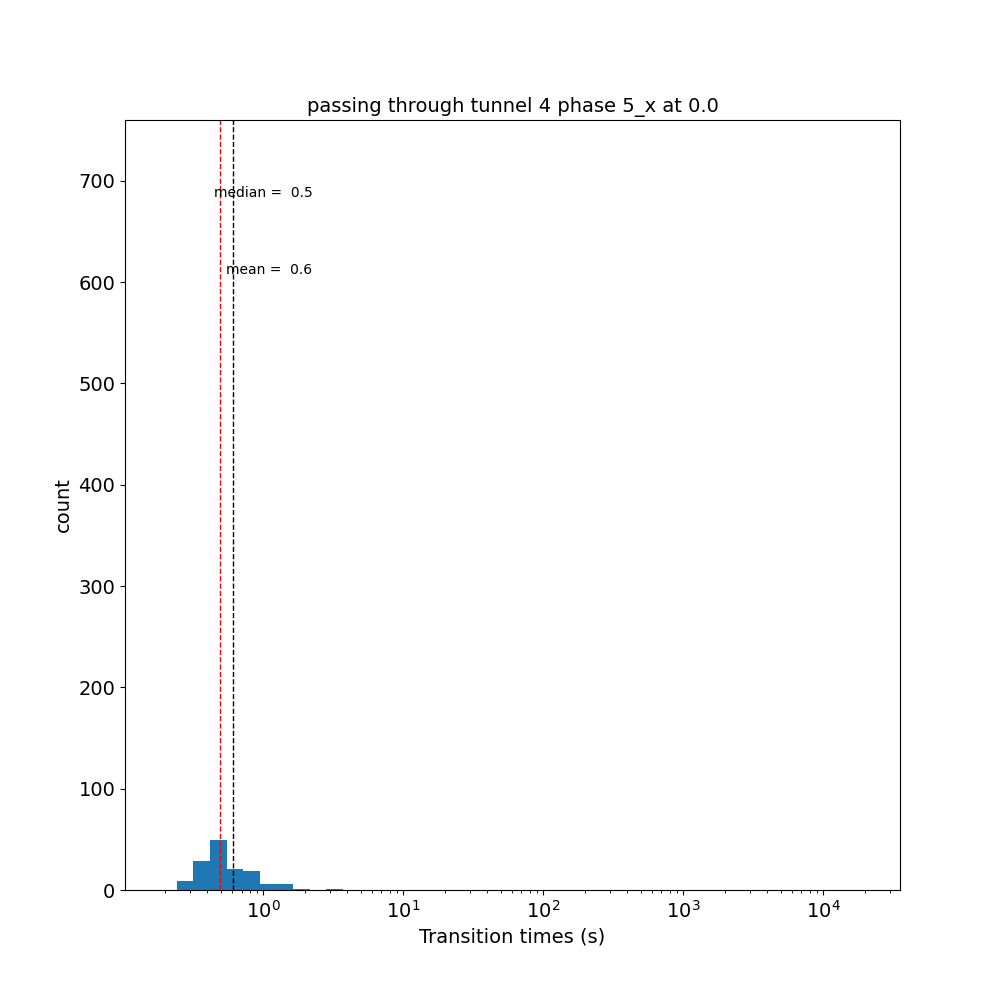 passing through tunnel 4 phase 5_x at 0.0
700
median =  0.5
mean =  0.6
600
500
400
count
300
200
100
0
10^0 10^1 10^2 10^3 10^4
Transition times (s)